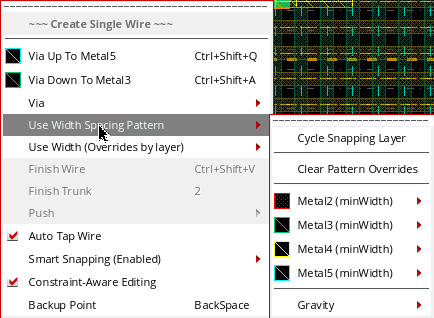 ~~~ Create Single Wire ~~~
Via Up To Metal5 Ctrl+Shift+Q
Via Down To Metal3 Ctrl+Shift+A
Via
Use Width Spacing Pattern
Use Width (Overrides by layer)
Finish Wire Ctrl+Shift+V
Finish Trunk 2
Push
Auto Tap Wire
Smart Snapping (Enabled)
Constraint-Aware Editing
Backup Point BackSpace
Cycle Snapping Layer
Clear Pattern Overrides
Metal2 (minWidth)
Metal3 (minWidth)
Metal4 (minWidth)
Metal5 (minWidth)
Gravity